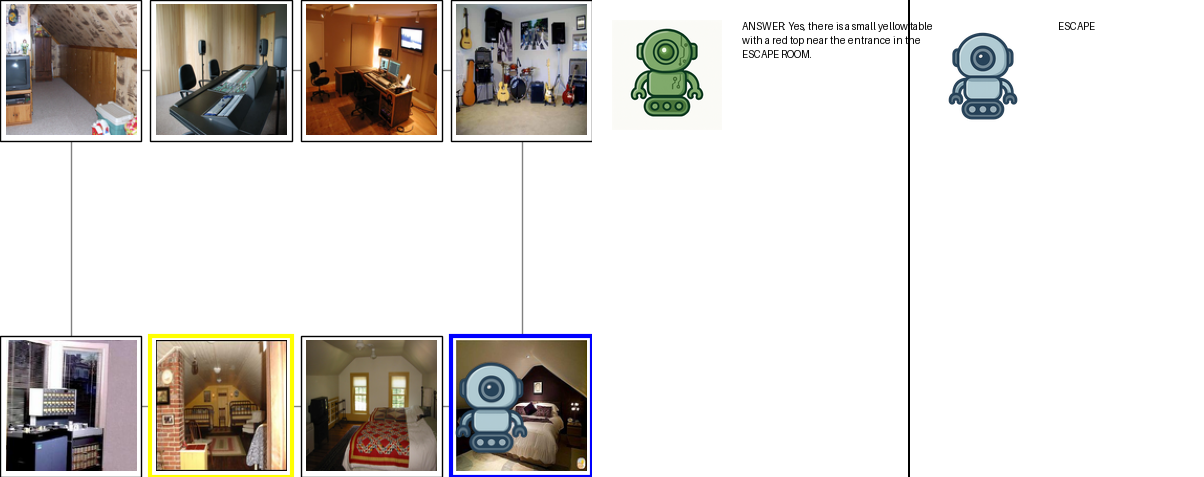 ANSWER: Yes, there is a small yellow table
with a red top near the entrance in the
ESCAPE ROOM.
ESCAPE